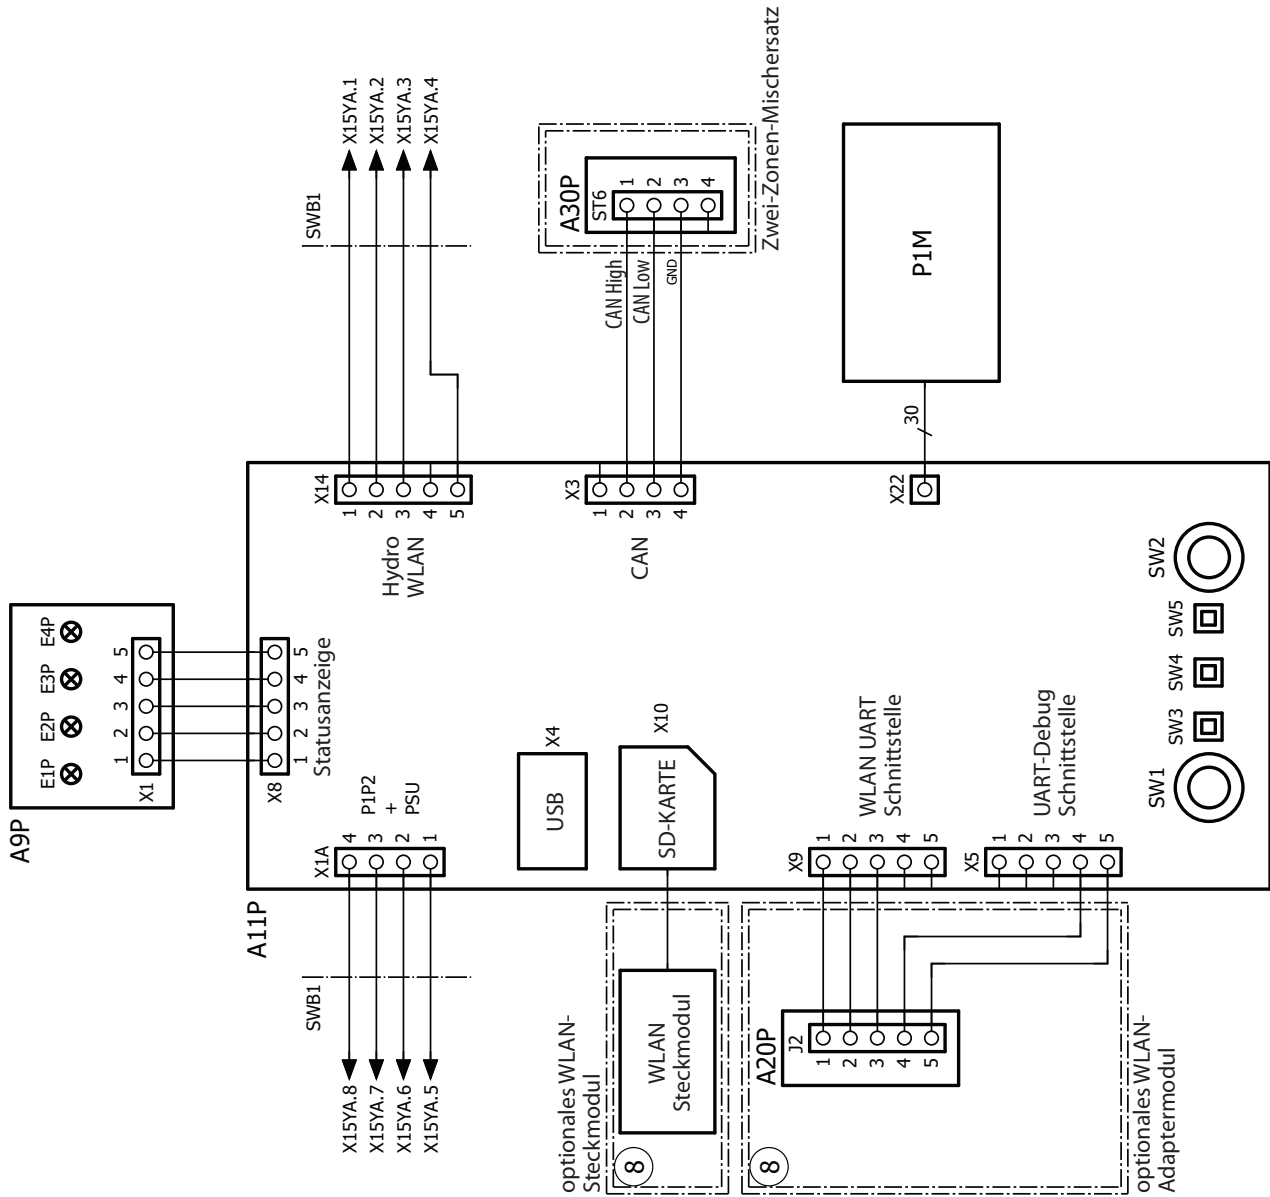 A9P
E1P
E2P
E3P
E4P
X1
1
2
3
4
5
X8
1
2
3
4
5
Statusanzeige
A11P
X15YA.8
X15YA.7
X15YA.6
X15YA.5
SWB1
X1A
4
3
2
1
P1P2
+
PSU
X14
1
2
3
4
5
Hydro
WLAN
SWB1
X15YA.1
X15YA.2
X15YA.3
X15YA.4
USB
X4
SD-KARTE
X10
X3
1
2
3
4
CAN
CAN High
CAN Low
GND
A30P
ST6
1
2
3
4
Zwei-Zonen-Mischersatz
optionales WLAN-
Steckmodul
8
WLAN
Steckmodul
X9
1
2
3
4
5
WLAN UART
Schnittstelle
X5
1
2
3
4
5
UART-Debug
Schnittstelle
8
A20P
J2
1
2
3
4
5
optionales WLAN-
Adaptermodul
X22
30
P1M
SW1
SW3
SW4
SW5
SW2